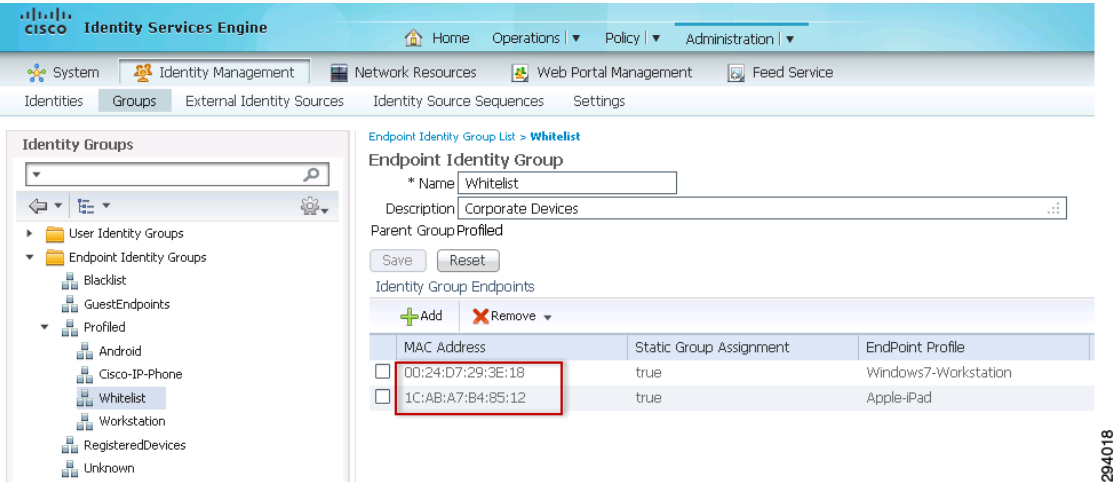 CISCO Identity Services Engine
Home Operations | ▼ Policy | ▼ Administration | ▼
System Identity Management Network Resources Web Portal Management Feed Service
Identities Groups External Identity Sources Identity Source Sequences Settings
Identity Groups
User Identity Groups
Endpoint Identity Groups
Blacklist
GuestEndpoints
Profiled
Android
Cisco-IP-Phone
Whitelist
Workstation
RegisteredDevices
Unknown
Endpoint Identity Group List > Whitelist
Endpoint Identity Group
* Name Whitelist
Description Corporate Devices
Parent Group Profiled
Save Reset
Identity Group Endpoints
Add Remove
MAC Address Static Group Assignment EndPoint Profile
00:24:D7:29:3E:18 true Windows7-Workstation
1C:AB:A7:B4:85:12 true Apple-iPad
294018